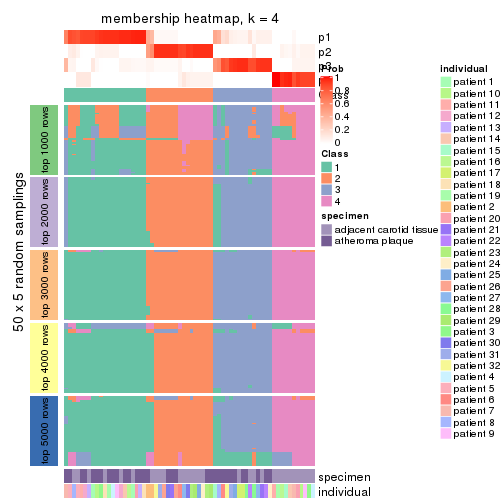 membership heatmap, k = 4
p1
p2
p3
Prob
1
0.8
0.6
0.4
0.2
0
Class
1
2
3
4
specimen
adjacent carotid tissue
atheroma plaque
50 x 5 random samplings
top 1000 rows
top 2000 rows
top 3000 rows
top 4000 rows
top 5000 rows
specimen
individual
individual
patient 1
patient 10
patient 11
patient 12
patient 13
patient 14
patient 15
patient 16
patient 17
patient 18
patient 19
patient 2
patient 20
patient 21
patient 22
patient 23
patient 24
patient 25
patient 26
patient 27
patient 28
patient 29
patient 3
patient 30
patient 31
patient 32
patient 4
patient 5
patient 6
patient 7
patient 8
patient 9